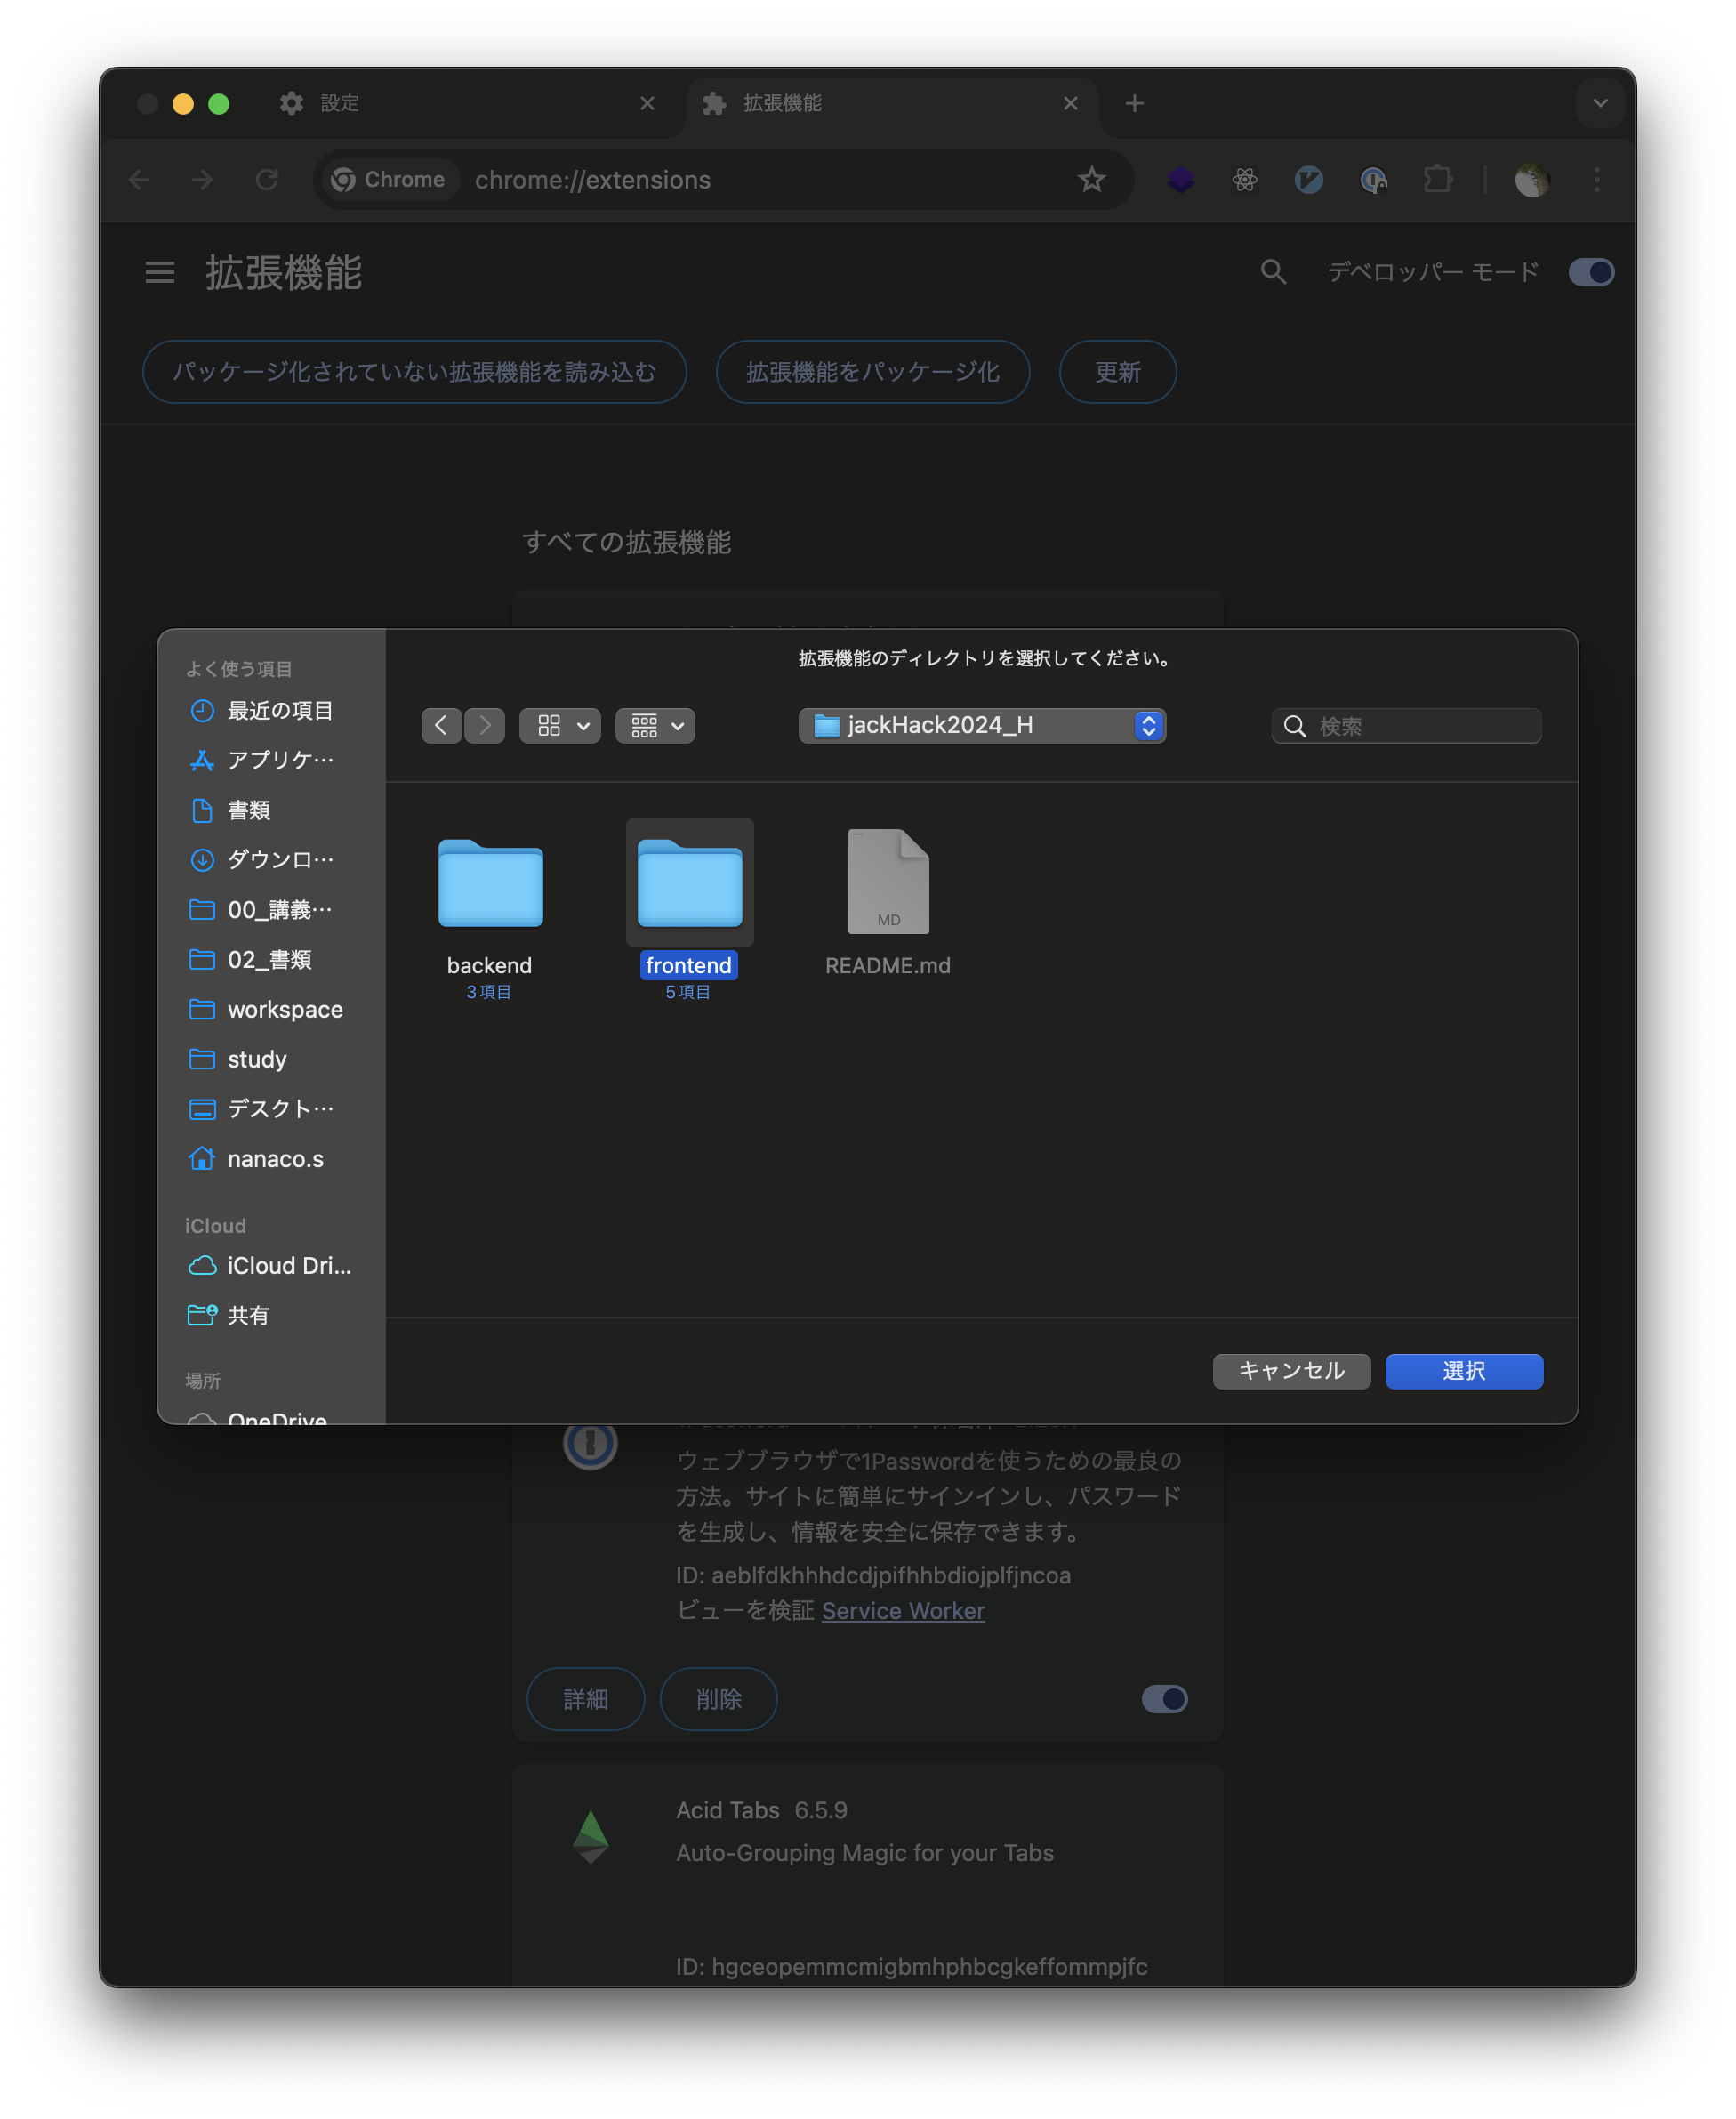 設定
拡張機能
Chrome
chrome://extensions
拡張機能
デベロッパー モード
パッケージ化されていない拡張機能を読み込む
拡張機能をパッケージ化
更新
すべての拡張機能
よく使う項目
最近の項目
アプリケ…
書類
ダウンロ…
00_講義…
02_書類
workspace
study
デスクト…
nanaco.s
iCloud
iCloud Dri...
共有
場所
OneDrive
拡張機能のディレクトリを選択してください。
jackHack2024_H
検索
backend
3項目
frontend
5項目
MD
README.md
キャンセル
選択
ウェブブラウザで1Passwordを使うための最良の
方法。サイトに簡単にサインインし、パスワード
を生成し、情報を安全に保存できます。
ID: aeblfdkhhhdcdjpifhhbdiojplfjncoa
ビューを検証 Service Worker
詳細
削除
Acid Tabs 6.5.9
Auto-Grouping Magic for your Tabs
ID: hgceopemmcmigbmhphbcgkeffommpjfc